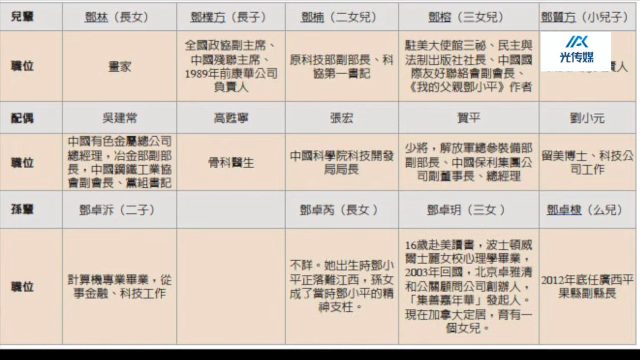 兒輩
鄧林（長女）
鄧樸方（長子）
鄧楠（二女兒）
鄧榕（三女兒）
鄧質方（小兒子）
職位
畫家
全國政協副主席、
中國殘聯主席、
1989年前康華公司
負責人
原科技部副部長、科
協第一書記
駐美大使館三祕、民主與
法制出版社社長、中國國
際友好聯絡會副會長、
《我的父親鄧小平》作者
光传媒
責人
配偶
吳建常
高甦寧
張宏
賀平
劉小元
職位
中國有色金屬總公司
總經理，冶金部副部
長，中國鋼鐵工業協
會副會長、黨組書記
骨科醫生
中國科學院科技開發
局局長
少將，解放軍總參裝備部
副部長、中國保利集團公
司副董事長、總經理
留美博士、科技公
司工作
孫輩
鄧卓泝（二子）
鄧卓芮（長女）
鄧卓玥（三女）
鄧卓棣（么兒）
職位
計算機專業畢業，從
事金融、科技工作
不詳。她出生時鄧小
平正落難江西，孫女
成了當時鄧小平的精
神支柱。
16歲赴美讀書，波士頓威
爾士麗女校心理學畢業，
2003年回國，北京卓雅清
和公關顧問公司創辦人，
「集善嘉年華」發起人。
現在加拿大定居，育有一
個女兒。
2012年底任廣西平
果縣副縣長